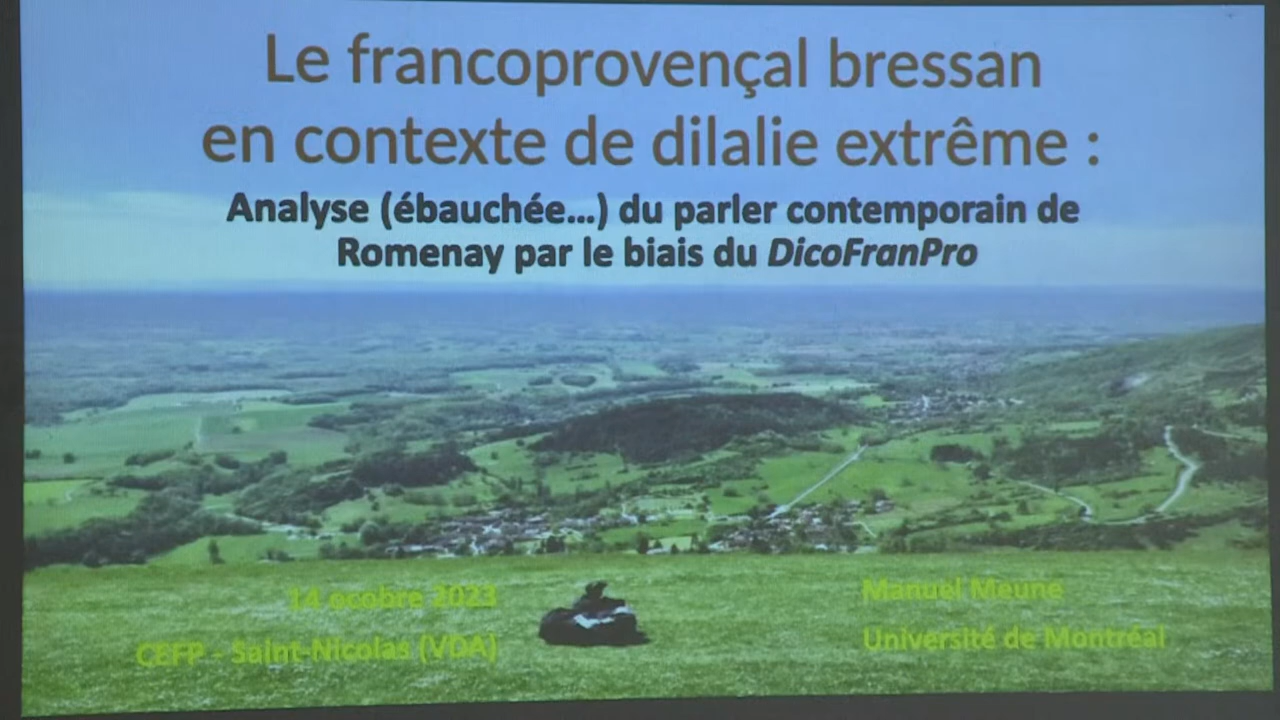 Le francoprovençal bressan
en contexte de dilalie extrême :
Analyse (ébauchée...) du parler contemporain de
Romenay par le biais du DicoFranPro
14 ocobre 2023
Manuel Meune
CEFP - Saint-Nicolas (VDA)
Université de Montréal